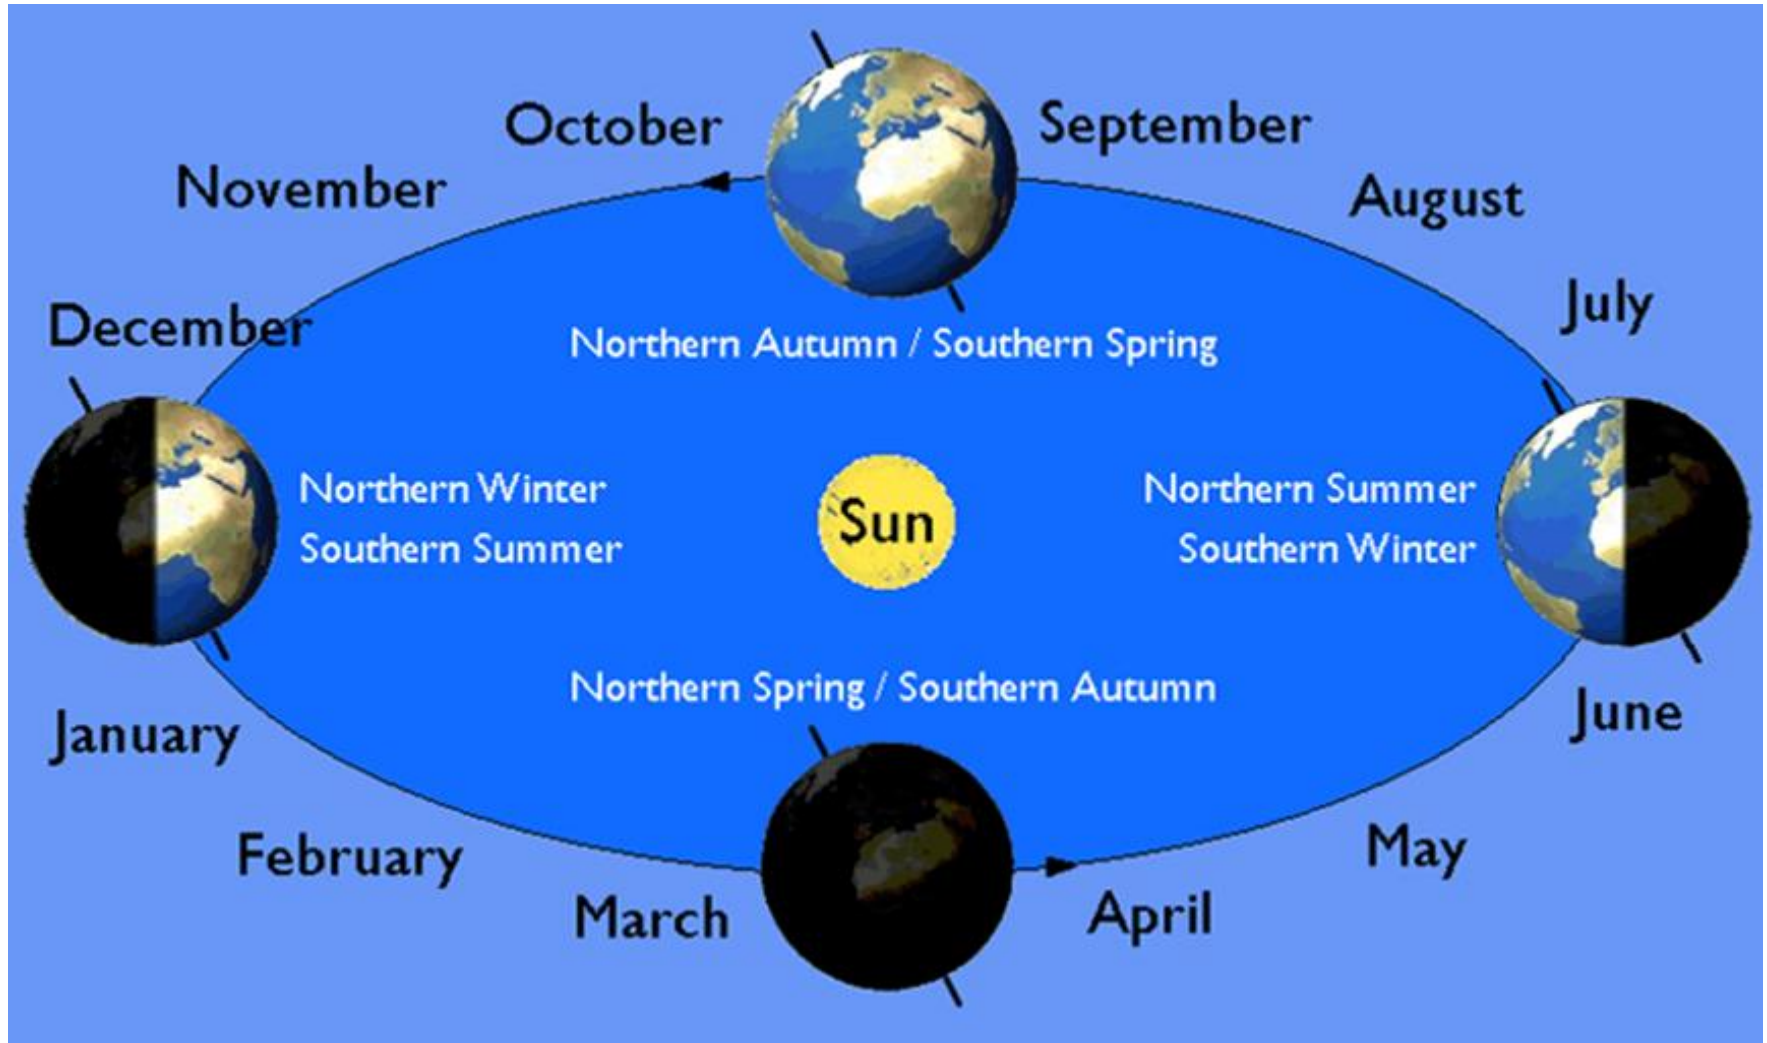 October
September
November
August
December
July
Northern Autumn / Southern Spring
Northern Winter
Southern Summer
Sun
Northern Summer
Southern Winter
Northern Spring / Southern Autumn
January
June
February
May
March
April